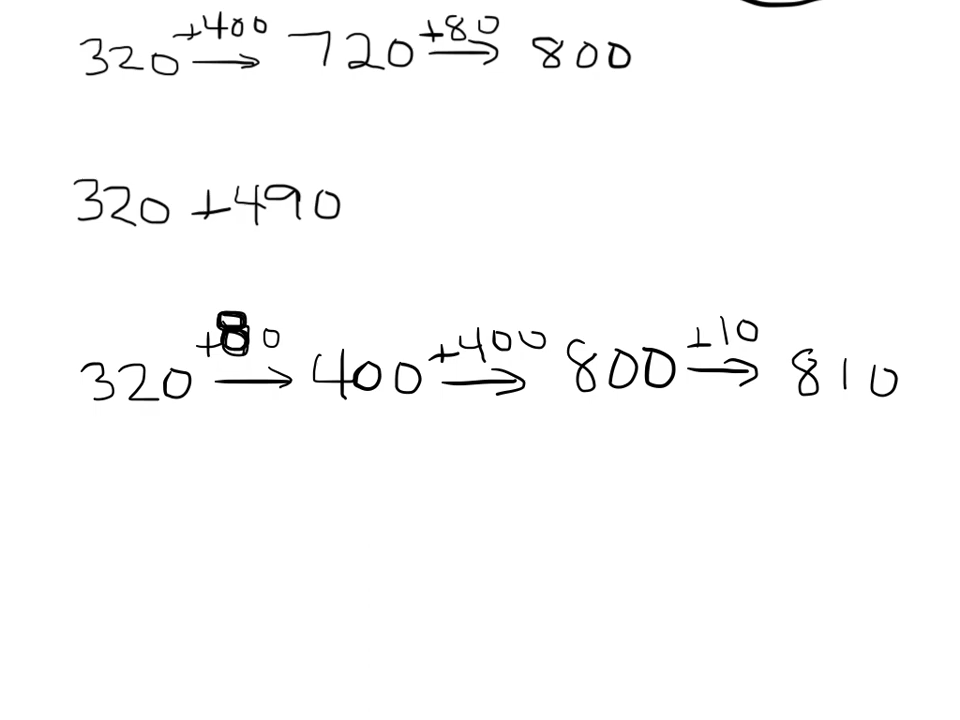 320 +400 → 720 +80 → 800
320 + 490
320 +80 → 400 +400 → 800 +10 → 810